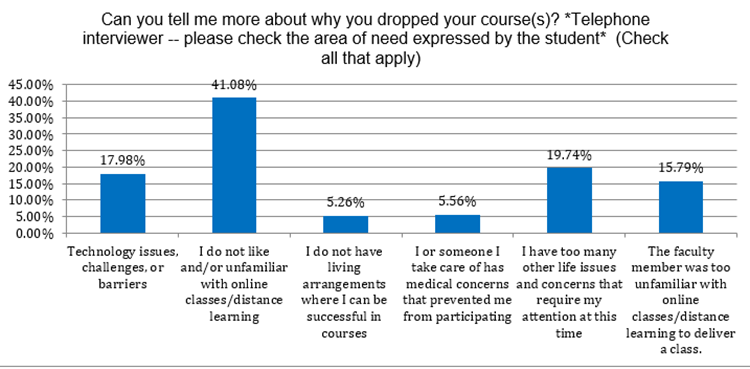 Can you tell me more about why you dropped your course(s)? *Telephone
interviewer -- please check the area of need expressed by the student*  (Check
all that apply)
45.00%
40.00%
35.00%
30.00%
25.00%
20.00%
15.00%
10.00%
5.00%
0.00%
17.98%
41.08%
5.26%
5.56%
19.74%
15.79%
Technology issues,
challenges, or
barriers
I do not like
and/or unfamiliar
with online
classes/distance
learning
I do not have
living
arrangements
where I can be
successful in
courses
I or someone I
take care of has
medical concerns
that prevented me
from participating
I have too many
other life issues
and concerns that
require my
attention at this
time
The faculty
member was too
unfamiliar with
online
classes/distance
learning to deliver
a class.